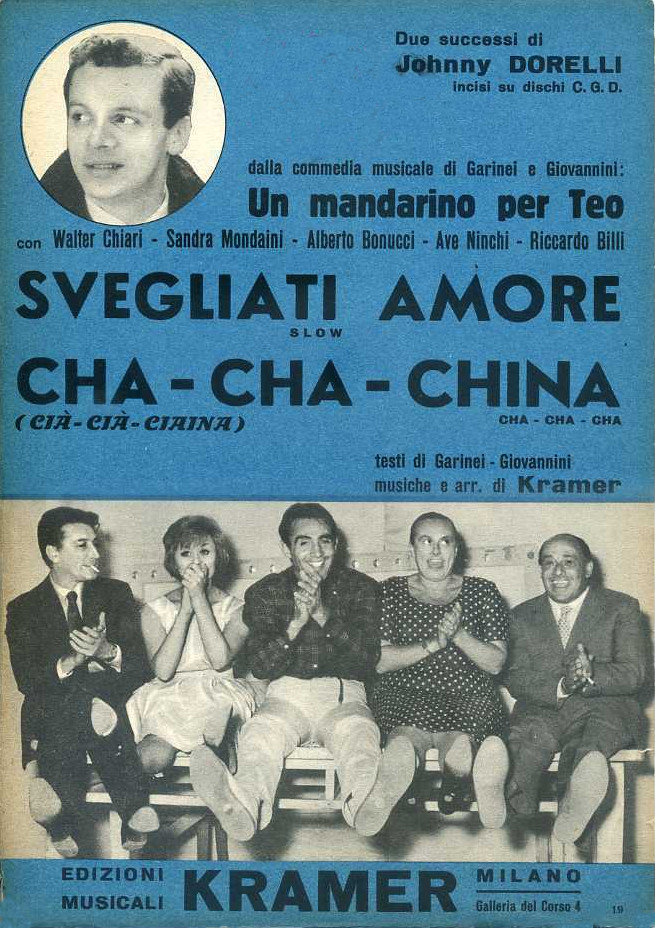 Due successi di
Johnny DORELLI
incisi su dischi C.G.D.
dalla commedia musicale di Garinei e Giovannini:
Un mandarino per Teo
con Walter Chiari - Sandra Mondaini - Alberto Bonucci - Ave Ninchi - Riccardo Billi
SVEGLIATI AMORE
SLOW
CHA - CHA - CHINA
(CIÀ-CIÀ-CIAINA)
CHA - CHA - CHA
testi di Garinei - Giovannini
musiche e arr. di Kramer
EDIZIONI
MUSICALI
KRAMER
MILANO
Galleria del Corso 4
19